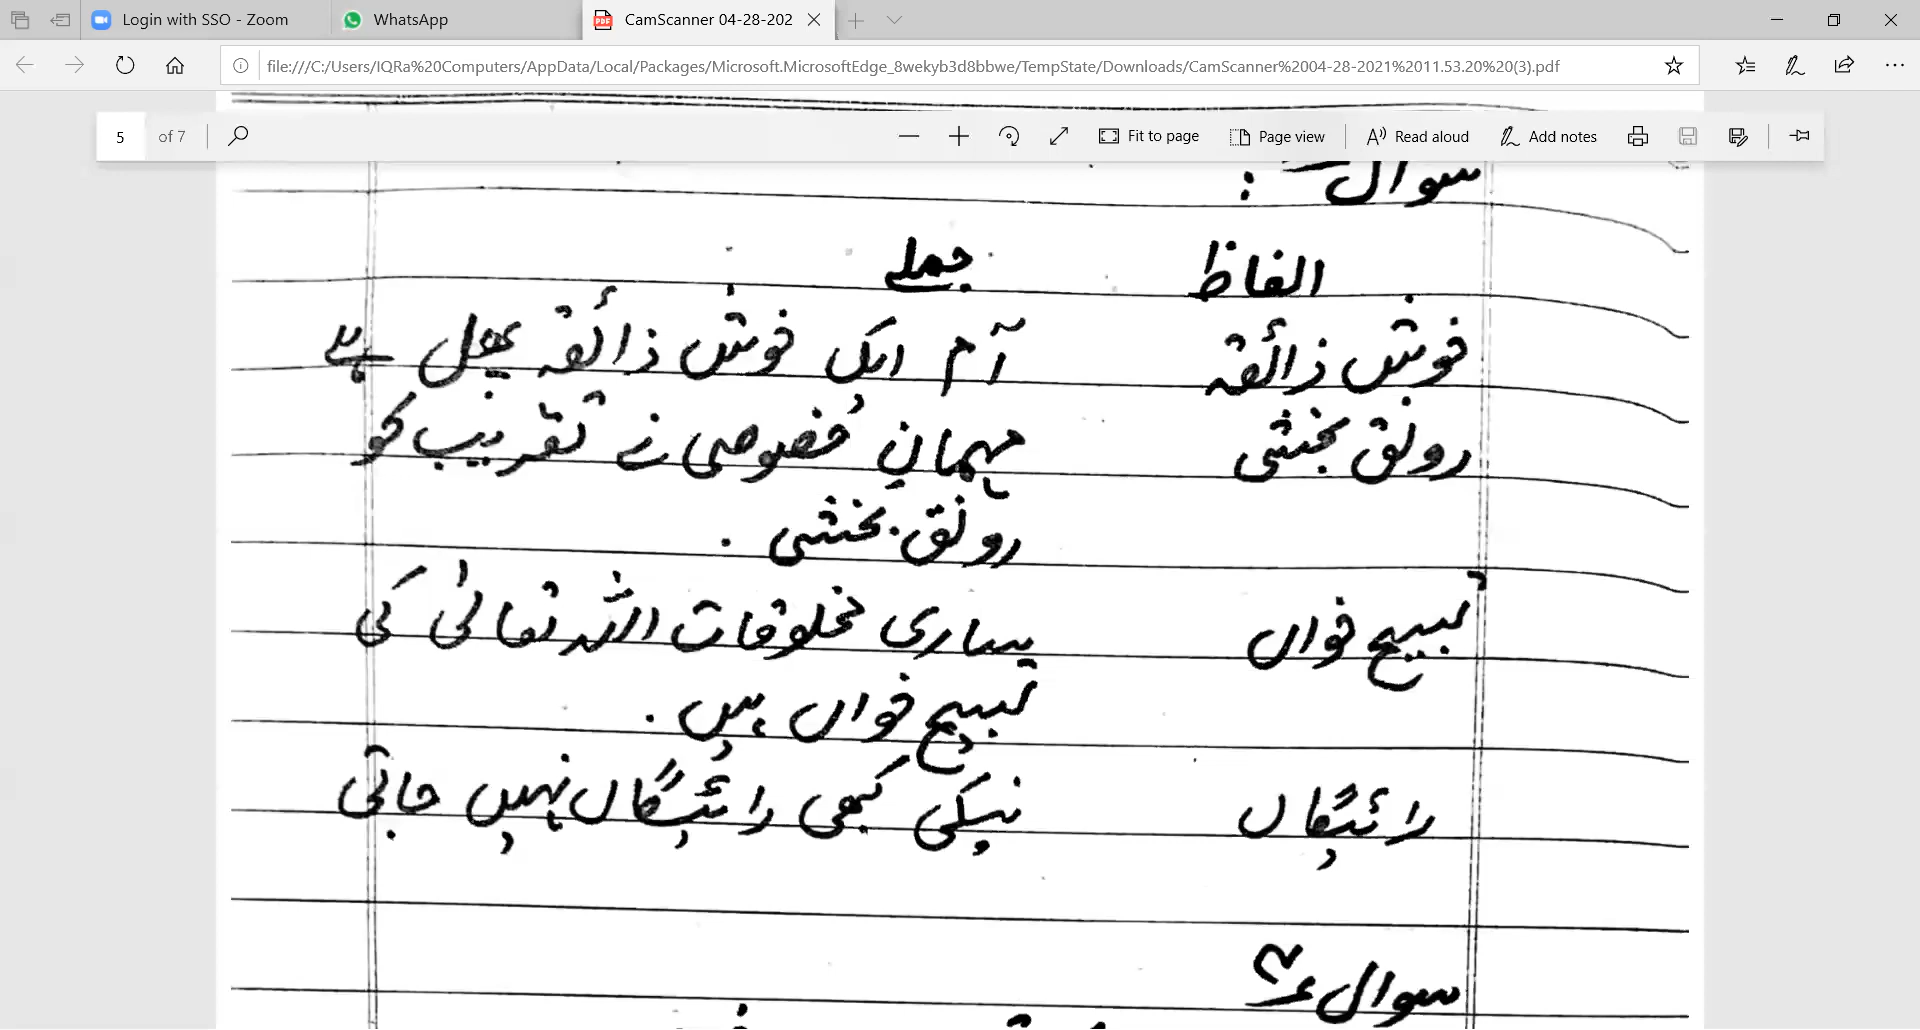 Login with SSO - Zoom WhatsApp CamScanner 04-28-202
file:///C:/Users/IQRa%20Computers/AppData/Local/Packages/Microsoft.MicrosoftEdge_8wekyb3d8bbwe/TempState/Downloads/CamScanner%2004-28-2021%2011.53.20%20(3).pdf
5 of 7 Fit to page Page view Read aloud Add notes
سوال :
الفاظ جملے
خوش ذائقہ آم ایک خوش ذائقہ پھل ہے
رونق بخشی مہمانِ خصوصی نے تقریب کو
رونق بخشی ۔
تسبیح خواں ساری مخلوقات اللہ تعالیٰ کی
تسبیح خواں ہیں ۔
رائیگاں نیکی کبھی رائیگاں نہیں جاتی
سوال ۴